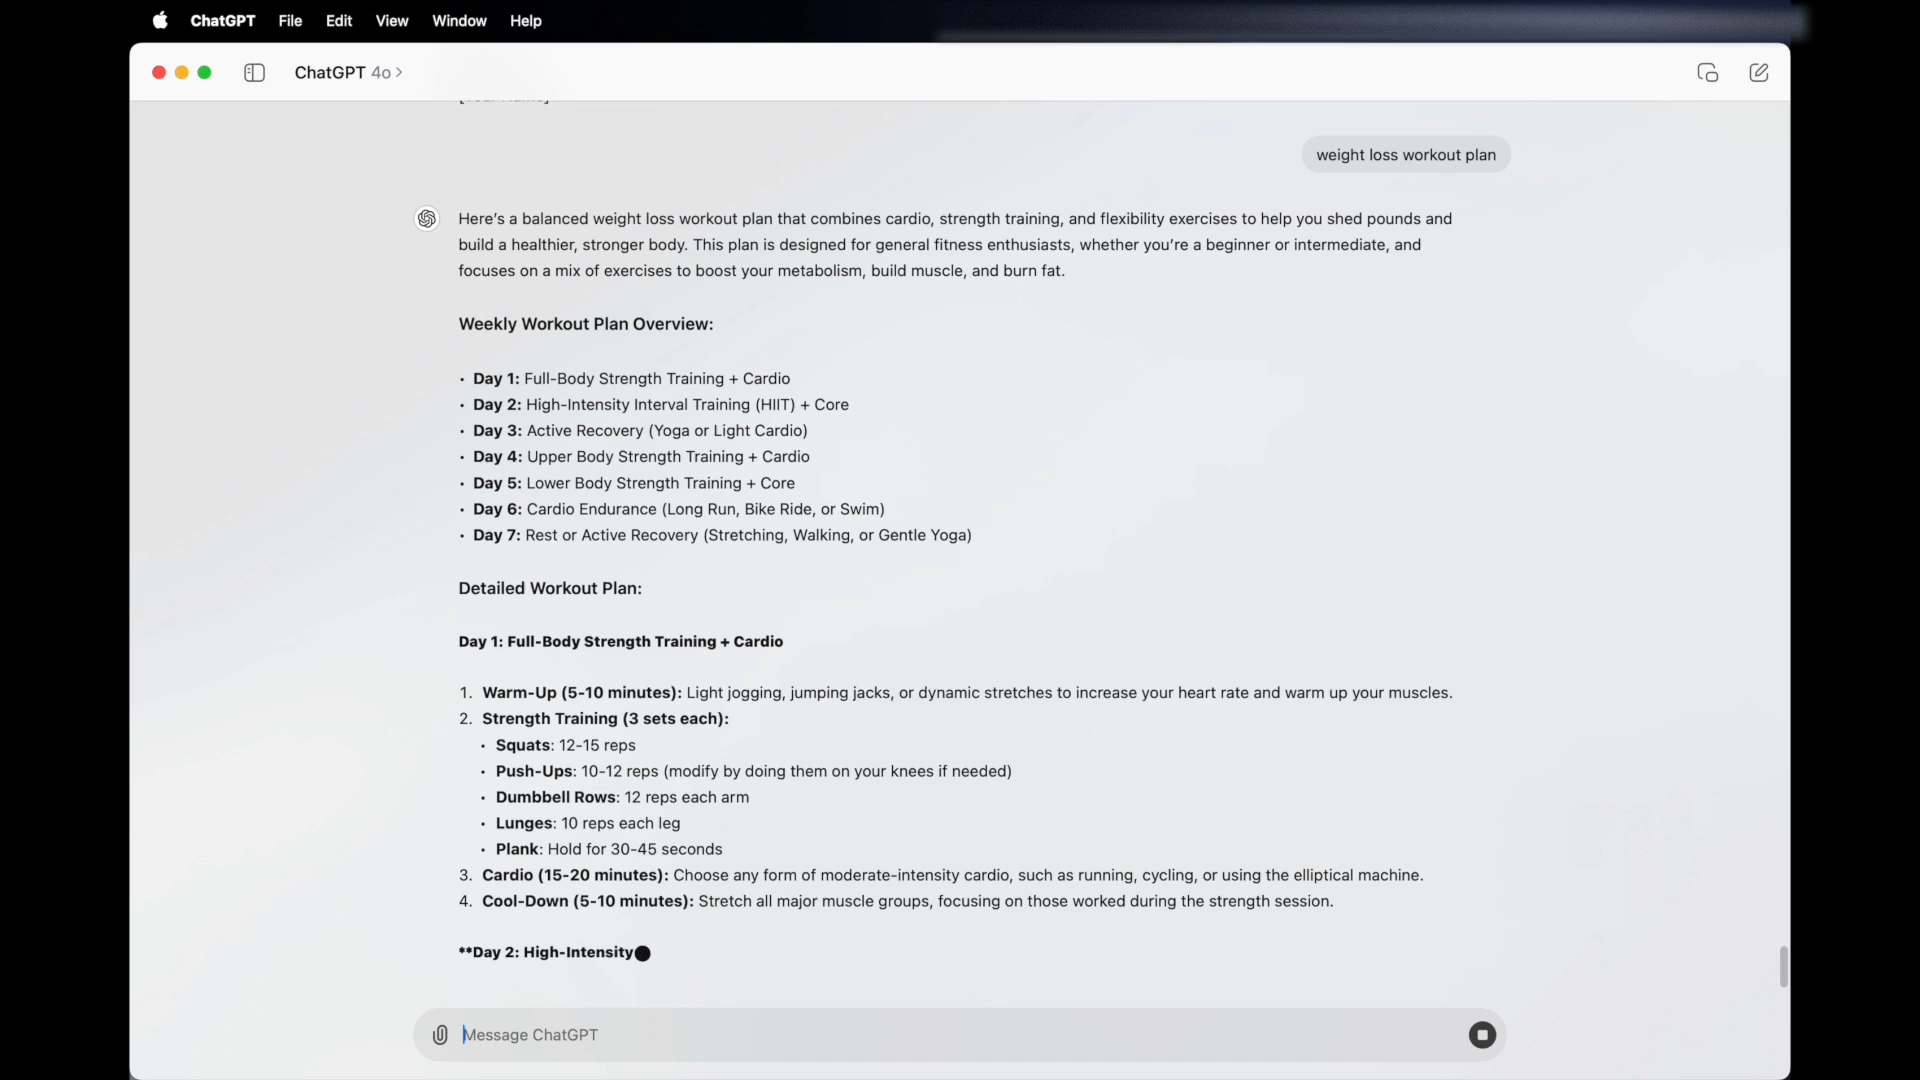 ChatGPT File Edit View Window Help
ChatGPT 4o >
weight loss workout plan
Here’s a balanced weight loss workout plan that combines cardio, strength training, and flexibility exercises to help you shed pounds and
build a healthier, stronger body. This plan is designed for general fitness enthusiasts, whether you’re a beginner or intermediate, and
focuses on a mix of exercises to boost your metabolism, build muscle, and burn fat.
Weekly Workout Plan Overview:
• Day 1: Full-Body Strength Training + Cardio
• Day 2: High-Intensity Interval Training (HIIT) + Core
• Day 3: Active Recovery (Yoga or Light Cardio)
• Day 4: Upper Body Strength Training + Cardio
• Day 5: Lower Body Strength Training + Core
• Day 6: Cardio Endurance (Long Run, Bike Ride, or Swim)
• Day 7: Rest or Active Recovery (Stretching, Walking, or Gentle Yoga)
Detailed Workout Plan:
Day 1: Full-Body Strength Training + Cardio
1. Warm-Up (5-10 minutes): Light jogging, jumping jacks, or dynamic stretches to increase your heart rate and warm up your muscles.
2. Strength Training (3 sets each):
• Squats: 12-15 reps
• Push-Ups: 10-12 reps (modify by doing them on your knees if needed)
• Dumbbell Rows: 12 reps each arm
• Lunges: 10 reps each leg
• Plank: Hold for 30-45 seconds
3. Cardio (15-20 minutes): Choose any form of moderate-intensity cardio, such as running, cycling, or using the elliptical machine.
4. Cool-Down (5-10 minutes): Stretch all major muscle groups, focusing on those worked during the strength session.
**Day 2: High-Intensity
Message ChatGPT